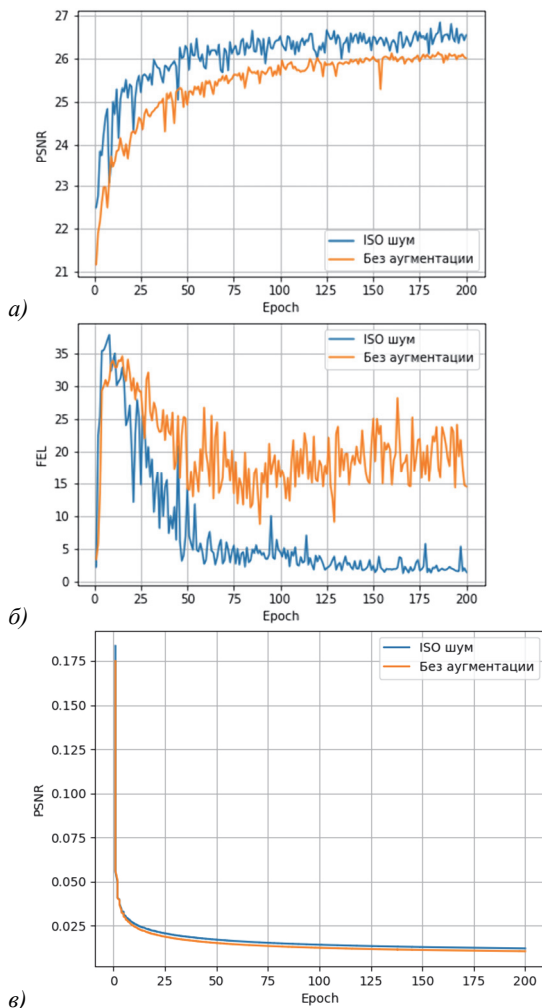 27
26
25
24
23
22
21
PSNR
ISO шум
Без аугментации
0 25 50 75 100 125 150 175 200
Epoch
а)
35
30
25
20
15
10
5
0
FEL
ISO шум
Без аугментации
0 25 50 75 100 125 150 175 200
Epoch
б)
0.175
0.150
0.125
0.100
0.075
0.050
0.025
PSNR
ISO шум
Без аугментации
0 25 50 75 100 125 150 175 200
Epoch
в)